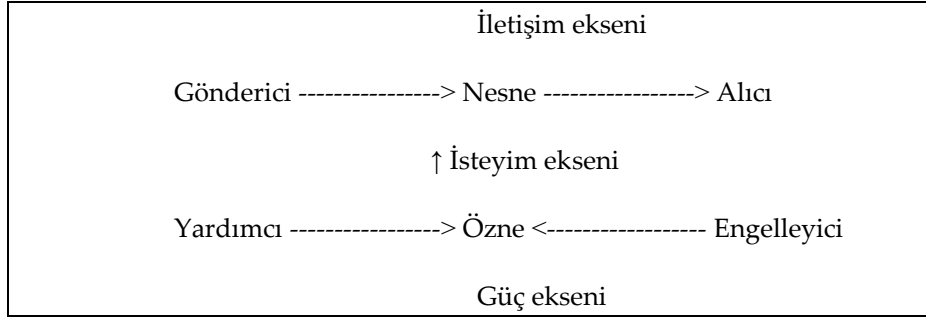 İletişim ekseni
Gönderici ----------------> Nesne -----------------> Alıcı
↑ İsteyim ekseni
Yardımcı -----------------> Özne <------------------ Engelleyici
Güç ekseni